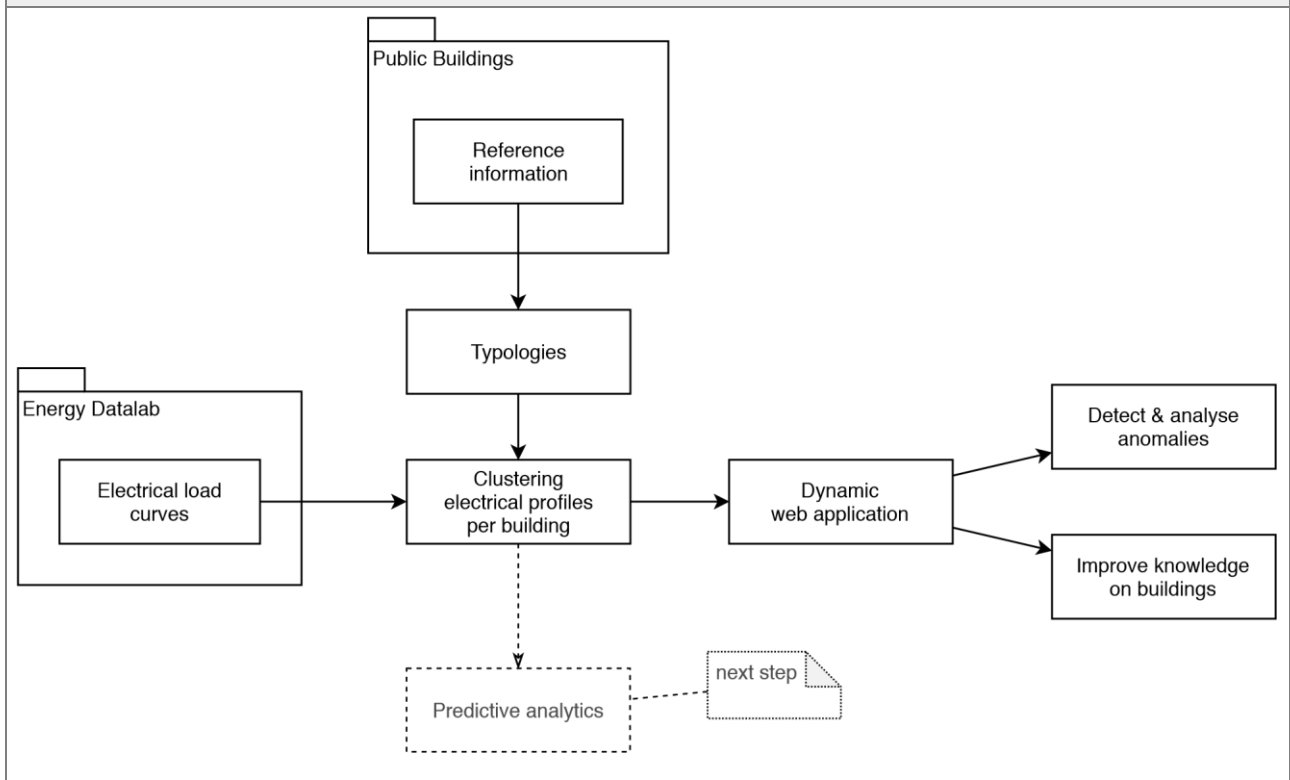 Public Buildings
Reference
information
Typologies
Energy Datalab
Electrical load
curves
Clustering
electrical profiles
per building
Dynamic
web application
Detect & analyse
anomalies
Improve knowledge
on buildings
Predictive analytics
next step